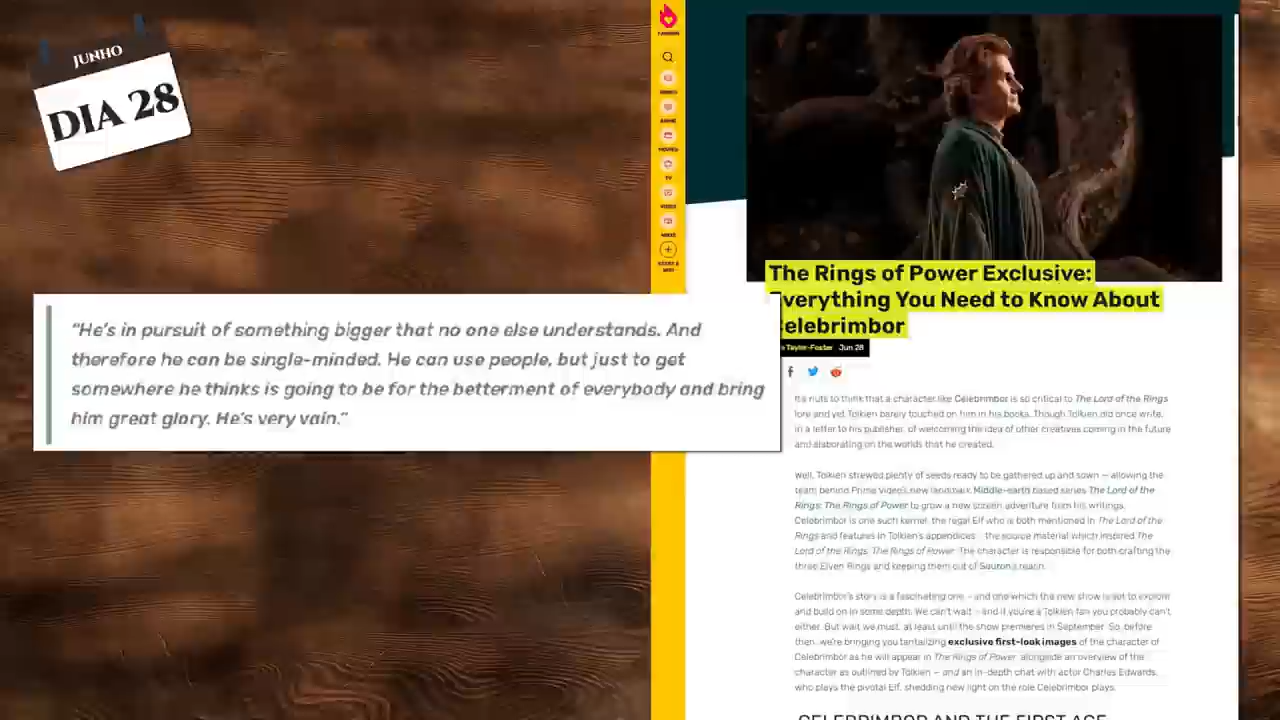 JUNHO
DIA 28
"He's in pursuit of something bigger that no one else understands. And
therefore he can be single-minded. He can use people, but just to get
somewhere he thinks is going to be for the betterment of everybody and bring
him great glory. He's very vain."
FANDOM
GAMES
ANIME
MOVIES
TV
VIDEO
WIKIS
START A
WIKI
The Rings of Power Exclusive:
Everything You Need to Know About
Celebrimbor
Taylor-Foster Jun 28
It's nuts to think that a character like Celebrimbor is so critical to The Lord of the Rings
lore and yet Tolkien barely touched on him in his books. Though Tolkien did once write,
in a letter to his publisher, of welcoming the idea of other creatives coming in the future
and elaborating on the worlds that he created.
Well, Tolkien strewed plenty of seeds ready to be gathered up and sown — allowing the
team behind Prime Video's new landmark Middle-earth based series The Lord of the
Rings: The Rings of Power to grow a new screen adventure from his writings.
Celebrimbor is one such kernel: the regal Elf who is both mentioned in The Lord of the
Rings and features in Tolkien's appendices – the source material which inspired The
Lord of the Rings: The Rings of Power. The character is responsible for both crafting the
three Elven Rings and keeping them out of Sauron's reach.
Celebrimbor's story is a fascinating one – and one which the new show is set to explore
and build on in some depth. We can't wait – and if you're a Tolkien fan you probably can't
either. But wait we must, at least until the show premieres in September. So, before
then, we're bringing you tantalizing exclusive first-look images of the character of
Celebrimbor as he will appear in The Rings of Power, alongside an overview of the
character as outlined by Tolkien – and an in-depth chat with actor Charles Edwards,
who plays the pivotal Elf, shedding new light on the role Celebrimbor plays.
CELEBRIMBOR AND THE FIRST AGE